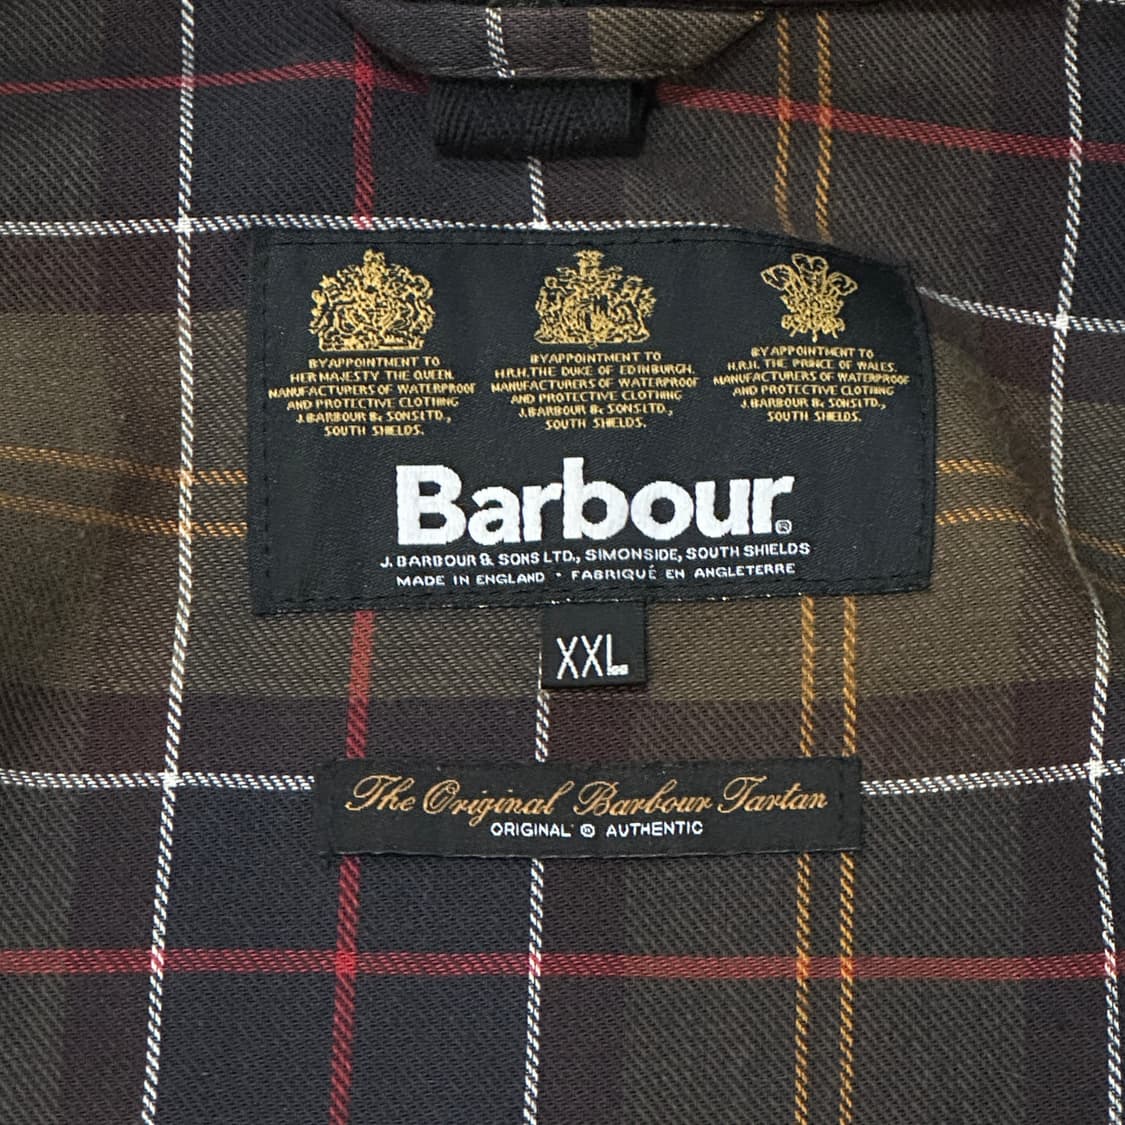 BY APPOINTMENT TO
HER MAJESTY THE QUEEN.
MANUFACTURERS OF WATERPROOF
AND PROTECTIVE CLOTHING
J.BARBOUR & SONS LTD.,
SOUTH SHIELDS.
BY APPOINTMENT TO
H.R.H. THE DUKE OF EDINBURGH.
MANUFACTURERS OF WATERPROOF
AND PROTECTIVE CLOTHING
J.BARBOUR & SONS LTD.,
SOUTH SHIELDS.
BY APPOINTMENT TO
H.R.H. THE PRINCE OF WALES.
MANUFACTURERS OF WATERPROOF
AND PROTECTIVE CLOTHING
J.BARBOUR & SONS LTD.,
SOUTH SHIELDS.
Barbour®
J. BARBOUR & SONS LTD., SIMONSIDE, SOUTH SHIELDS
MADE IN ENGLAND · FABRIQUÉ EN ANGLETERRE
XXL
The Original Barbour Tartan
ORIGINAL ® AUTHENTIC